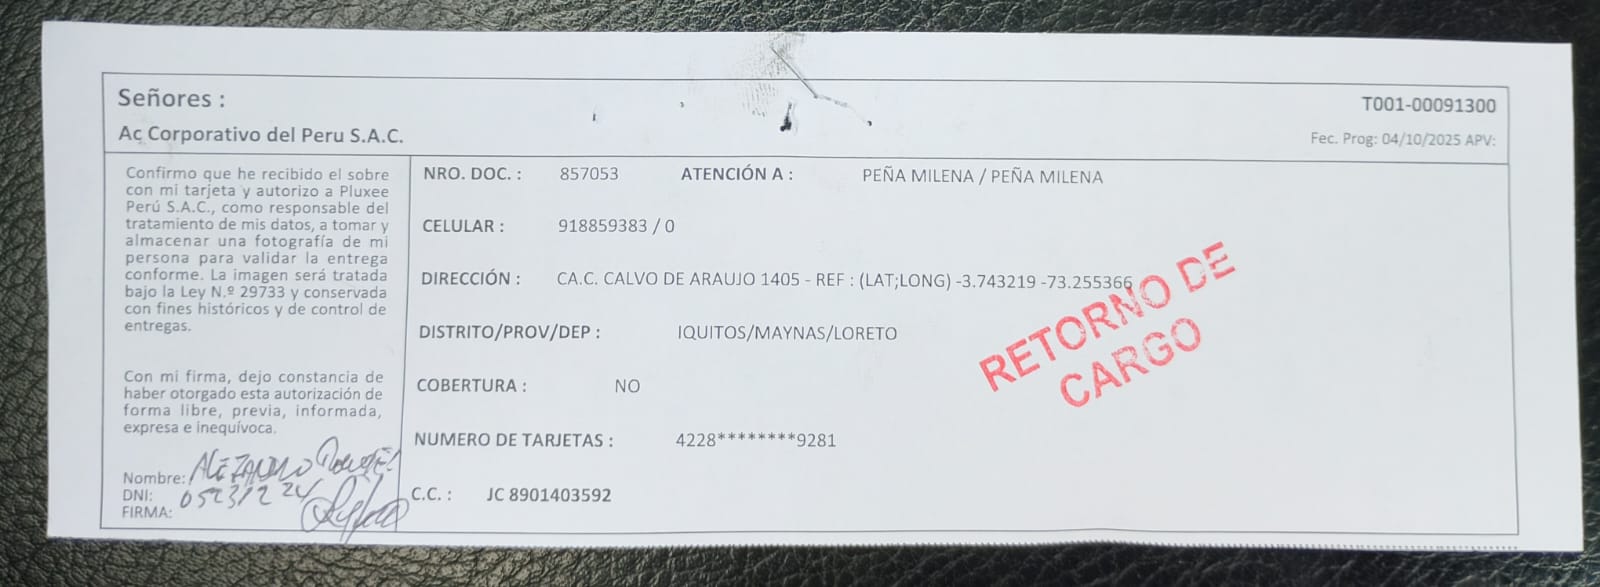 Señores :
Ac Corporativo del Peru S.A.C.
T001-00091300
Fec. Prog: 04/10/2025 APV:
Confirmo que he recibido el sobre
con mi tarjeta y autorizo a Pluxee
Perú S.A.C., como responsable del
tratamiento de mis datos, a tomar y
almacenar una fotografía de mi
persona para validar la entrega
conforme. La imagen será tratada
bajo la Ley N.º 29733 y conservada
con fines históricos y de control de
entregas.
Con mi firma, dejo constancia de
haber otorgado esta autorización de
forma libre, previa, informada,
expresa e inequívoca.
Nombre:
DNI:
FIRMA:
NRO. DOC. : 857053 ATENCIÓN A : PEÑA MILENA / PEÑA MILENA
CELULAR : 918859383 / 0
DIRECCIÓN : CA.C. CALVO DE ARAUJO 1405 - REF : (LAT;LONG) -3.743219 -73.255366
DISTRITO/PROV/DEP : IQUITOS/MAYNAS/LORETO
COBERTURA : NO
NUMERO DE TARJETAS : 4228********9281
C.C. : JC 8901403592
RETORNO DE
CARGO